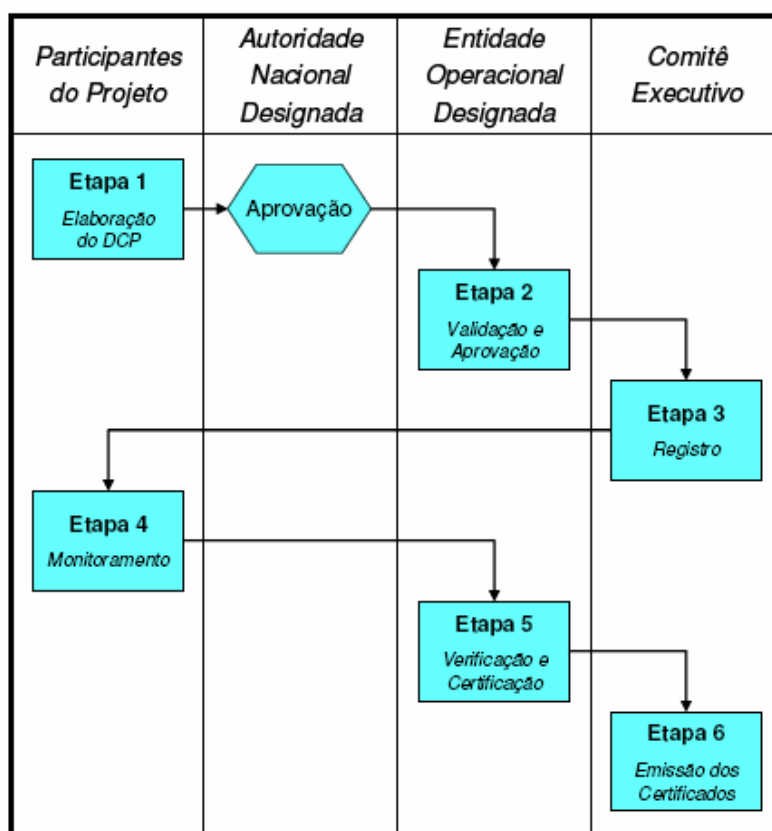 Participantes
do Projeto
Autoridade
Nacional
Designada
Entidade
Operacional
Designada
Comitê
Executivo
Etapa 1
Elaboração
do DCP
Aprovação
Etapa 2
Validação e
Aprovação
Etapa 3
Registro
Etapa 4
Monitoramento
Etapa 5
Verificação e
Certificação
Etapa 6
Emissão dos
Certificados